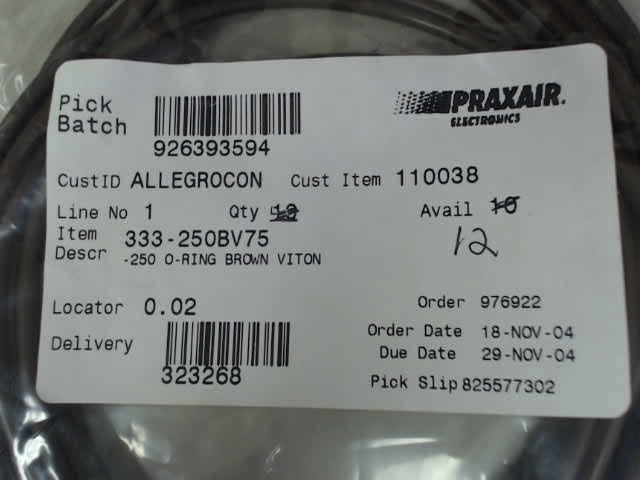 Pick Batch
926393594
PRAXAIR.
ELECTRONICS
CustID ALLEGROCON Cust Item 110038
Line No 1 Qty Avail
12
Item 333-250BV75
Descr -250 O-RING BROWN VITON
Locator 0.02
Order 976922
Order Date 18-NOV-04
Delivery
323268
Due Date 29-NOV-04
Pick Slip 825577302